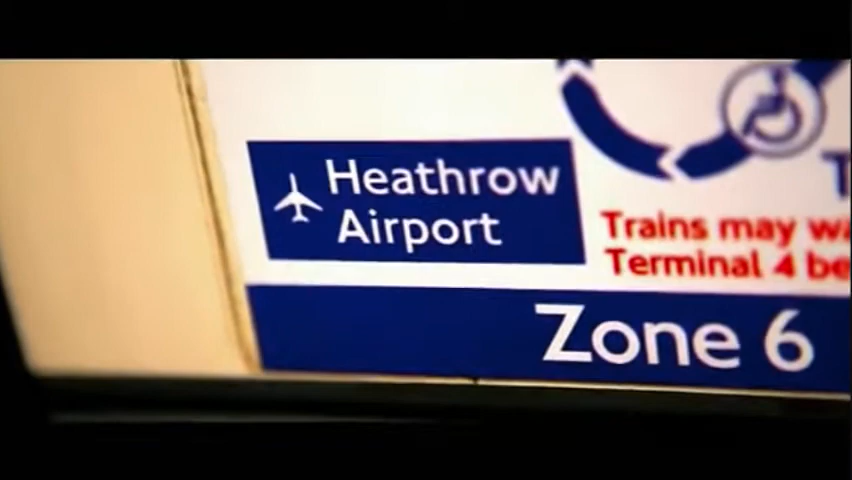 Heathrow
Airport
Trains may
Terminal 4
Zone 6